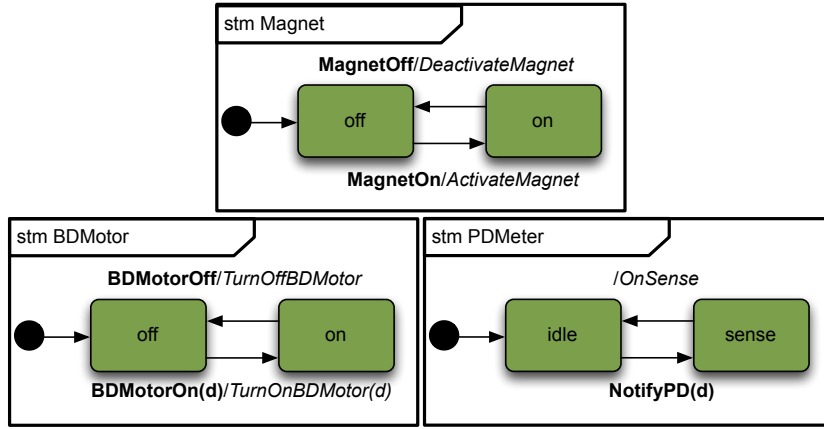 stm Magnet
MagnetOff/DeactivateMagnet
off
on
MagnetOn/ActivateMagnet
stm BDMotor
BDMotorOff/TurnOffBDMotor
off
on
BDMotorOn(d)/TurnOnBDMotor(d)
stm PDMeter
/OnSense
idle
sense
NotifyPD(d)